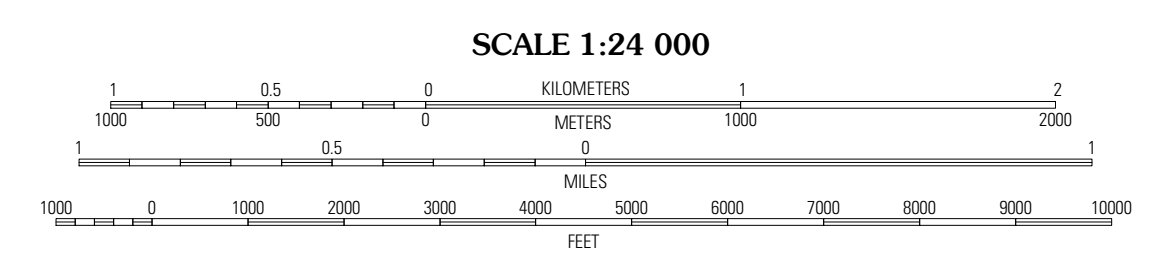 SCALE 1:24 000
1 0.5 0 KILOMETERS 1 2
1000 500 0 METERS 1000 2000
1 0.5 0 1
MILES
1000 0 1000 2000 3000 4000 5000 6000 7000 8000 9000 10000
FEET